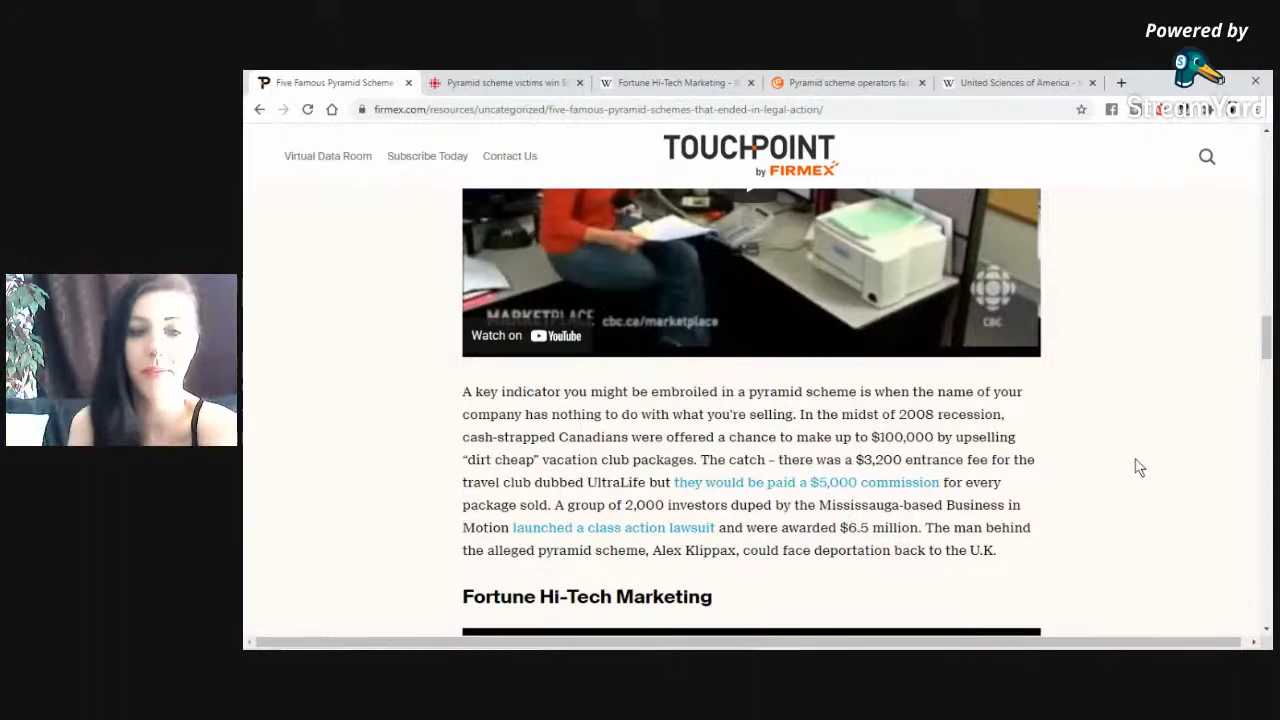 Powered by
StreamYard
Five Famous Pyramid Scheme
Pyramid scheme victims win $
Fortune Hi-Tech Marketing -
Pyramid scheme operators fac
United Sciences of America -
firmex.com/resources/uncategorized/five-famous-pyramid-schemes-that-ended-in-legal-action/
Virtual Data Room
Subscribe Today
Contact Us
TOUCHPOINT
by FIRMEX
MARKETPLACE cbc.ca/marketplace
CBC
Watch on YouTube
A key indicator you might be embroiled in a pyramid scheme is when the name of your
company has nothing to do with what you're selling. In the midst of 2008 recession,
cash-strapped Canadians were offered a chance to make up to $100,000 by upselling
“dirt cheap” vacation club packages. The catch – there was a $3,200 entrance fee for the
travel club dubbed UltraLife but they would be paid a $5,000 commission for every
package sold. A group of 2,000 investors duped by the Mississauga-based Business in
Motion launched a class action lawsuit and were awarded $6.5 million. The man behind
the alleged pyramid scheme, Alex Klippax, could face deportation back to the U.K.
Fortune Hi-Tech Marketing